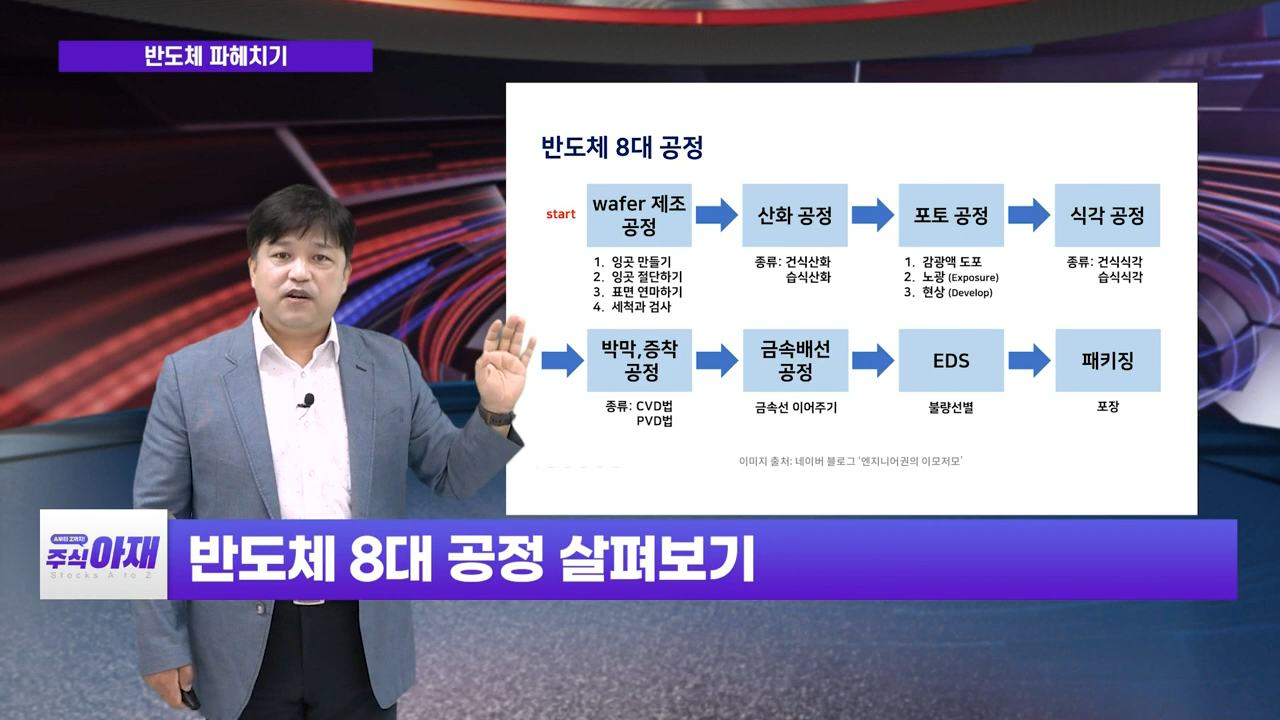 반도체 파헤치기
반도체 8대 공정
start
wafer 제조
공정
산화 공정
포토 공정
식각 공정
1. 잉곳 만들기
2. 잉곳 절단하기
3. 표면 연마하기
4. 세척과 검사
종류: 건식산화
습식산화
1. 감광액 도포
2. 노광 (Exposure)
3. 현상 (Develop)
종류: 건식식각
습식식각
박막,증착
공정
금속배선
공정
EDS
패키징
종류: CVD법
PVD법
금속선 이어주기
불량선별
포장
이미지 출처: 네이버 블로그 '엔지니어권의 이모저모'
A부터 Z까지!
주식아재
Stocks A to Z
반도체 8대 공정 살펴보기